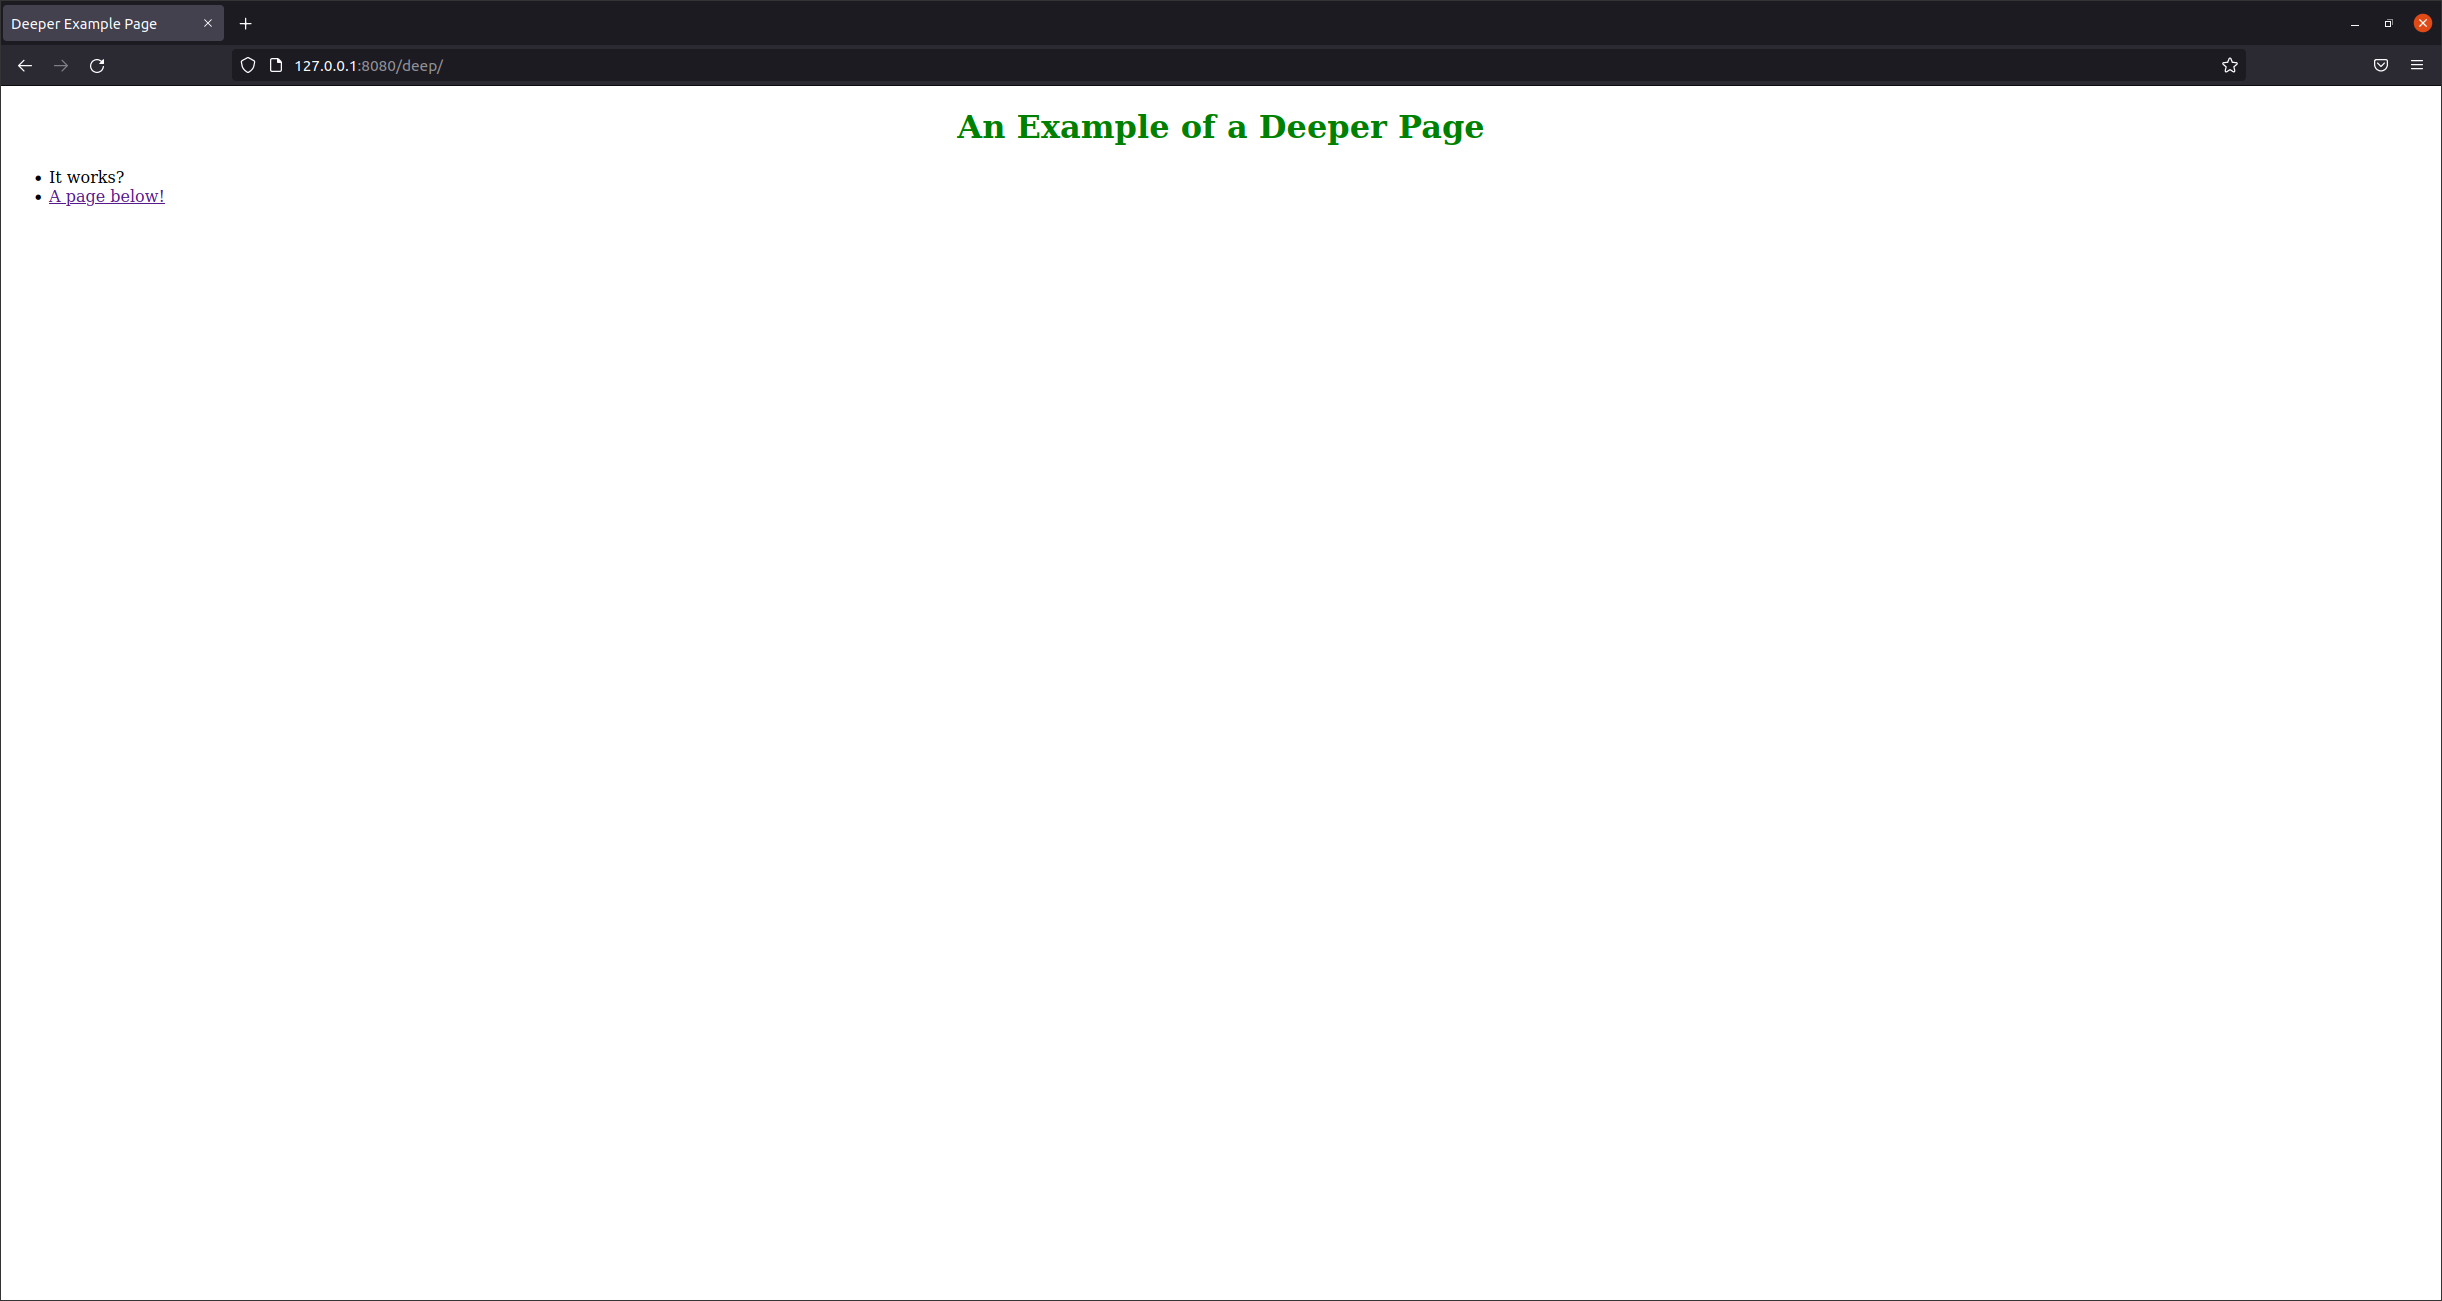 Deeper Example Page
127.0.0.1:8080/deep/
An Example of a Deeper Page
It works?
A page below!